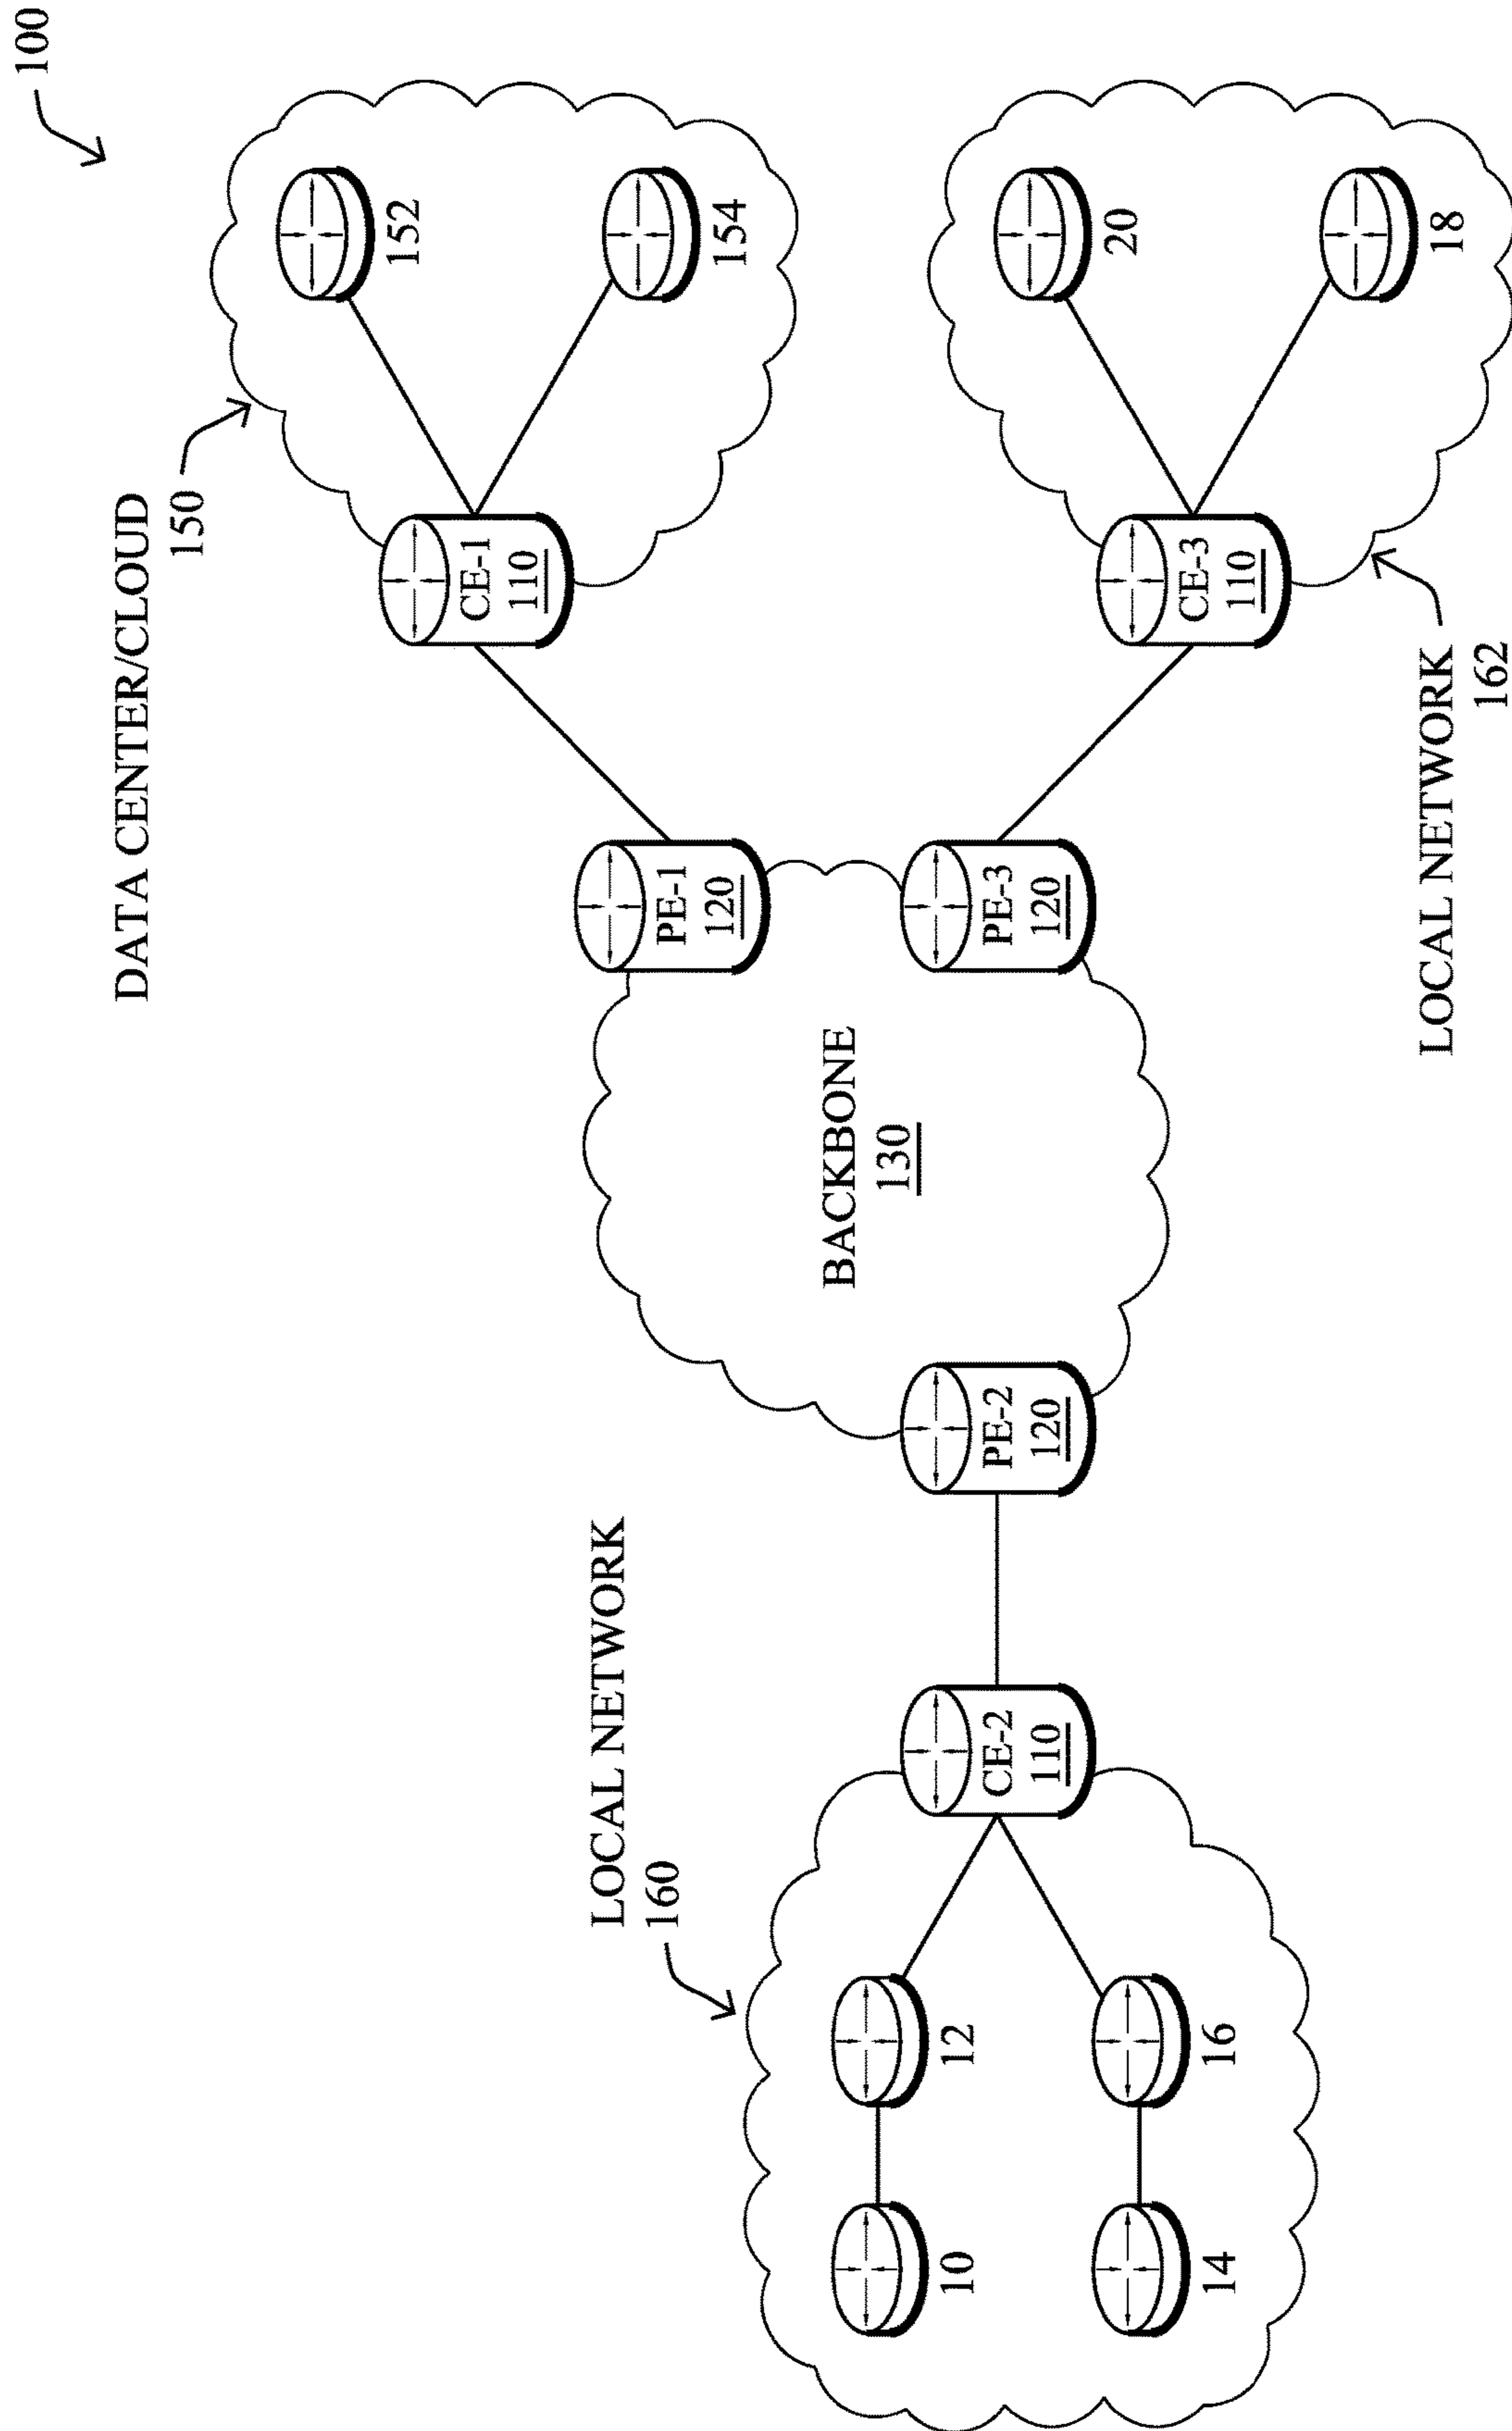 100
DATA CENTER/CLOUD
150
152
154
CE-1
110
PE-1
120
LOCAL NETWORK
160
BACKBONE
130
10
12
14
16
CE-2
110
PE-2
120
PE-3
120
CE-3
110
20
18
LOCAL NETWORK
162